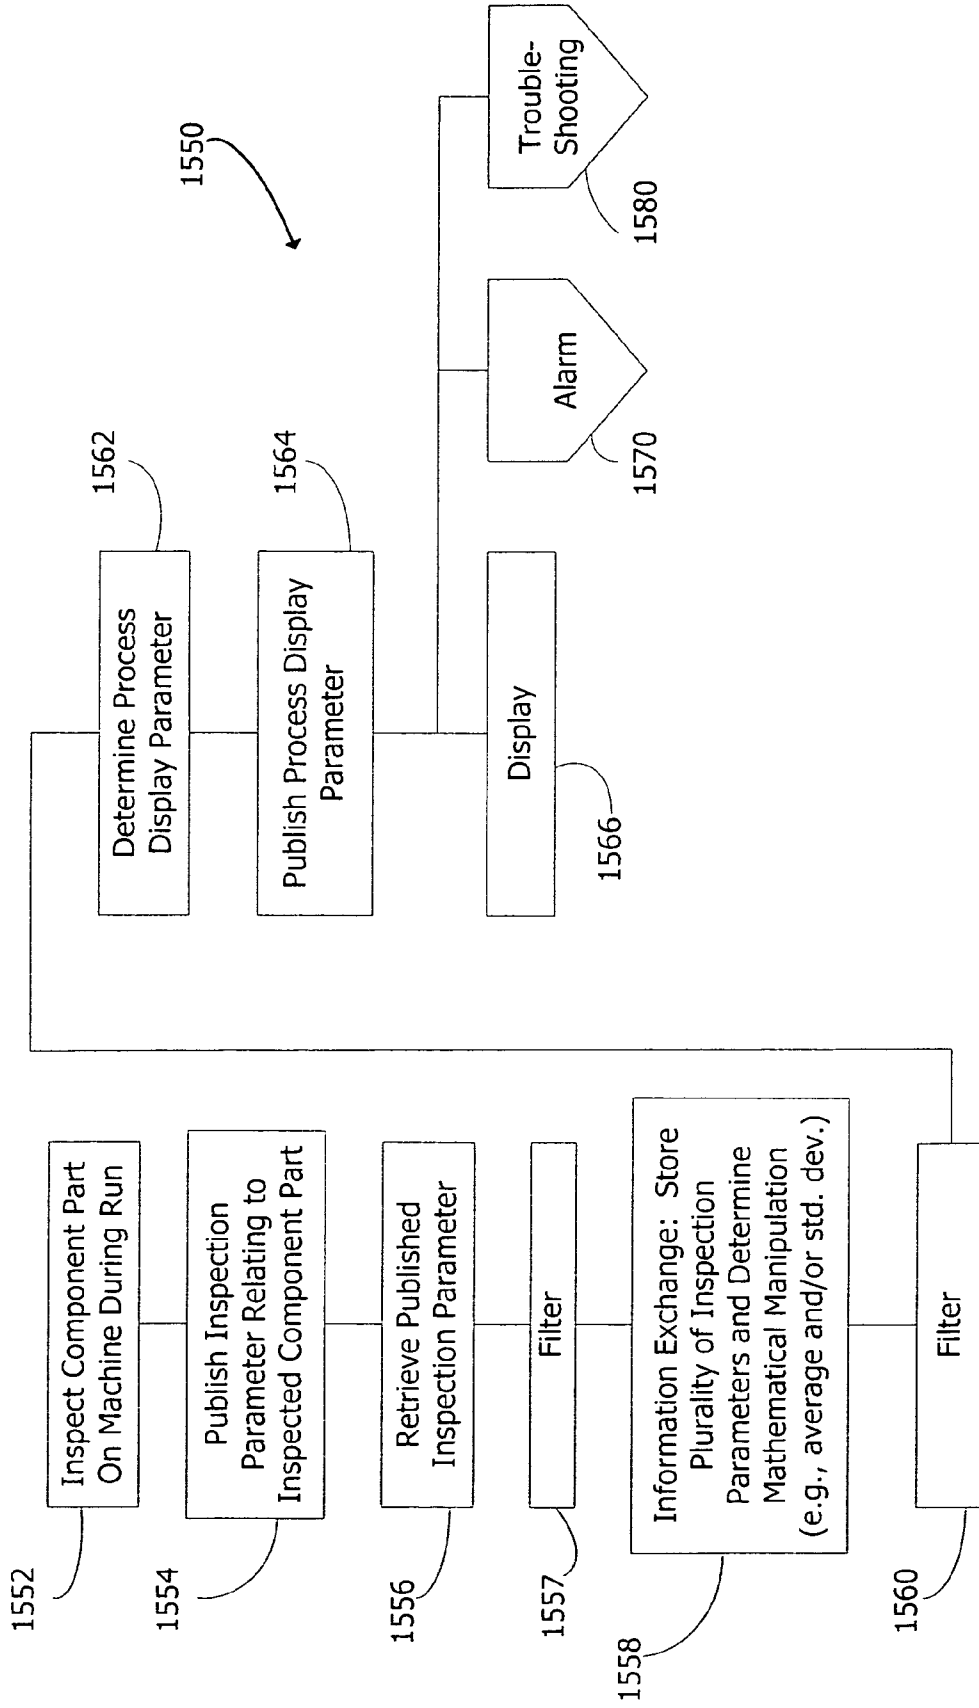 1550
1552
Inspect Component Part
On Machine During Run
1554
Publish Inspection
Parameter Relating to
Inspected Component Part
1556
Retrieve Published
Inspection Parameter
1557
Filter
1558
Information Exchange: Store
Plurality of Inspection
Parameters and Determine
Mathematical Manipulation
(e.g., average and/or std. dev.)
1560
Filter
1562
Determine Process
Display Parameter
1564
Publish Process Display
Parameter
1566
Display
1570
Alarm
1580
Trouble-
Shooting